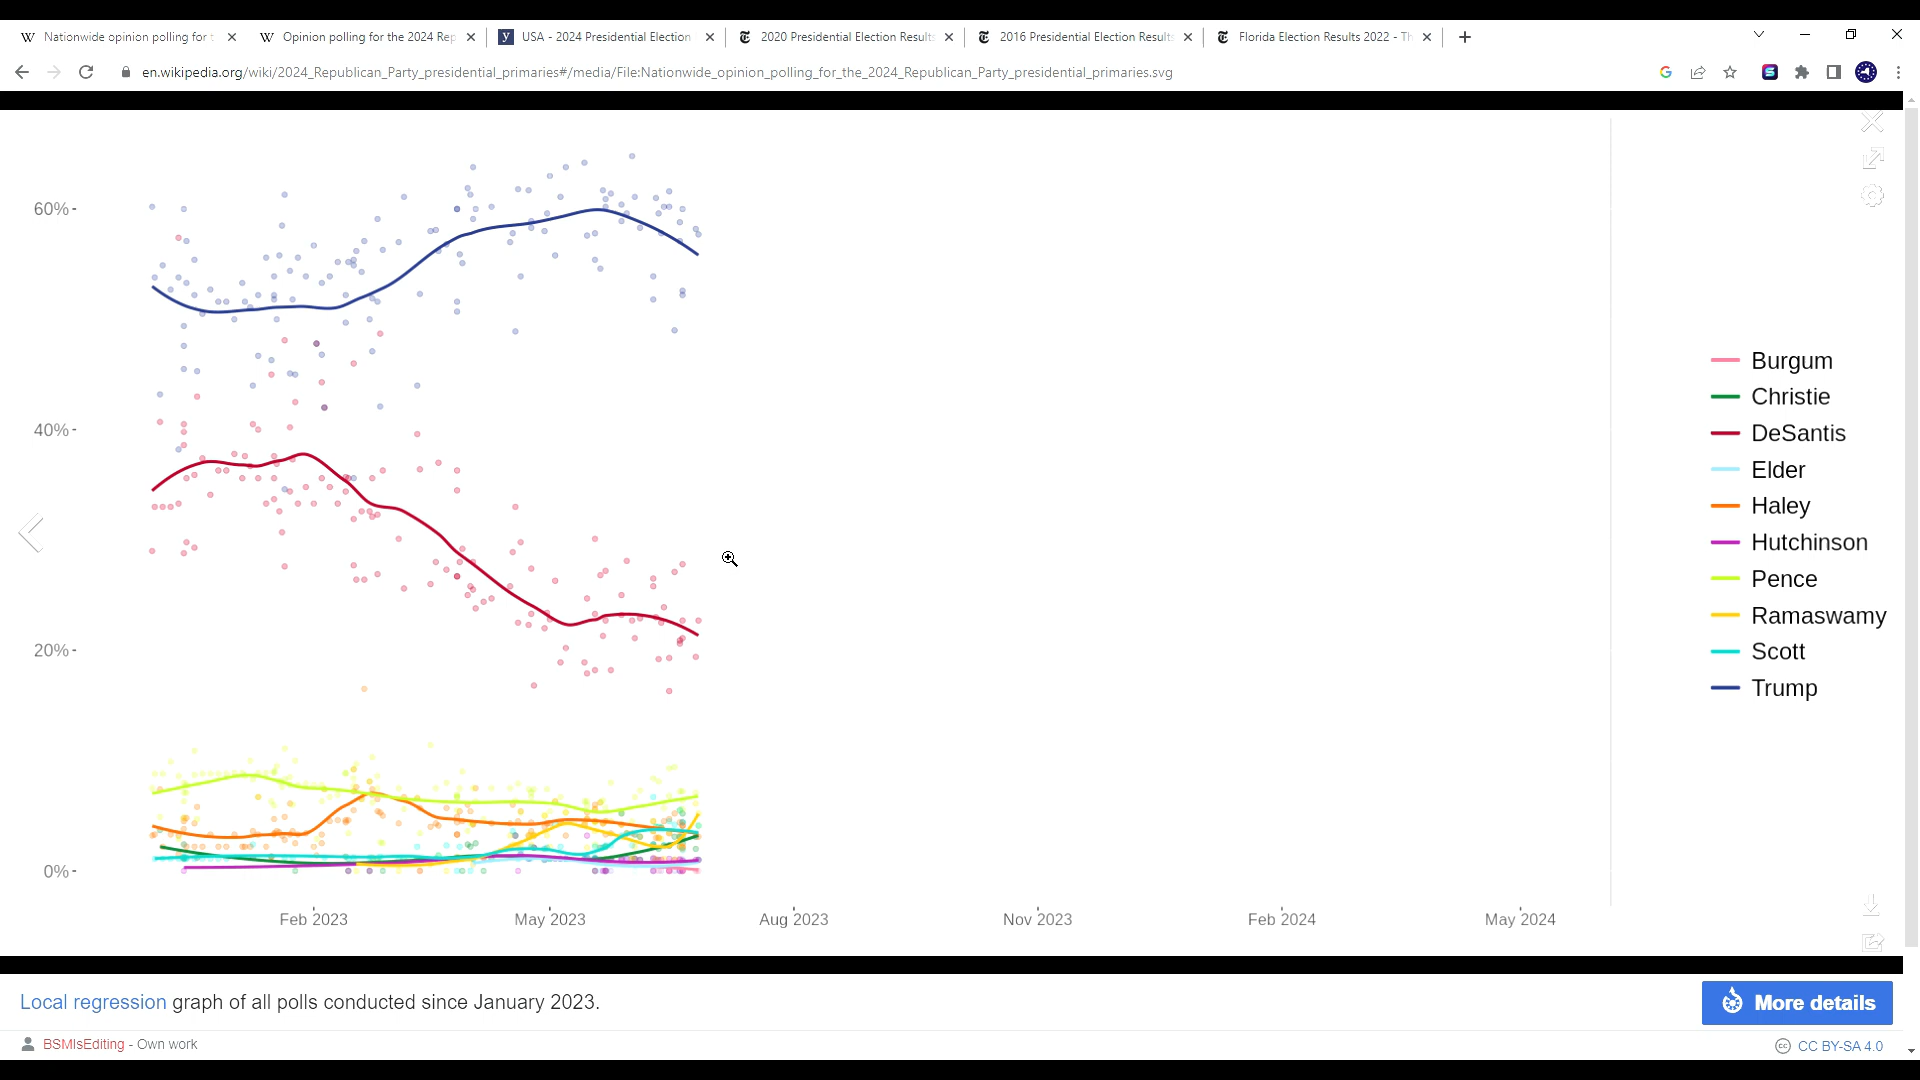 Nationwide opinion polling for t
Opinion polling for the 2024 Rep
USA - 2024 Presidential Election
2020 Presidential Election Results
2016 Presidential Election Results
Florida Election Results 2022 - Th
en.wikipedia.org/wiki/2024_Republican_Party_presidential_primaries#/media/File:Nationwide_opinion_polling_for_the_2024_Republican_Party_presidential_primaries.svg
60%
40%
20%
0%
Feb 2023
May 2023
Aug 2023
Nov 2023
Feb 2024
May 2024
Burgum
Christie
DeSantis
Elder
Haley
Hutchinson
Pence
Ramaswamy
Scott
Trump
Local regression graph of all polls conducted since January 2023.
More details
BSMIsEditing - Own work
CC BY-SA 4.0